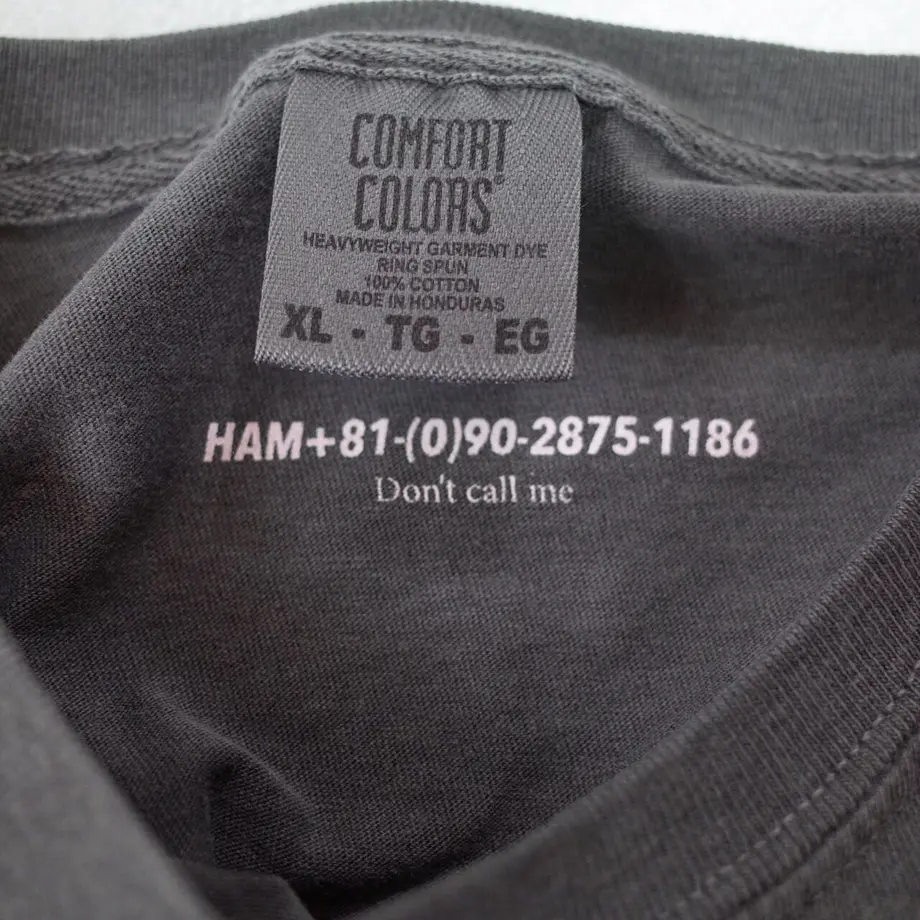 COMFORT
COLORS®
HEAVYWEIGHT GARMENT DYE
RING SPUN
100% COTTON
MADE IN HONDURAS
XL - TG - EG
HAM+81-(0)90-2875-1186
Don't call me